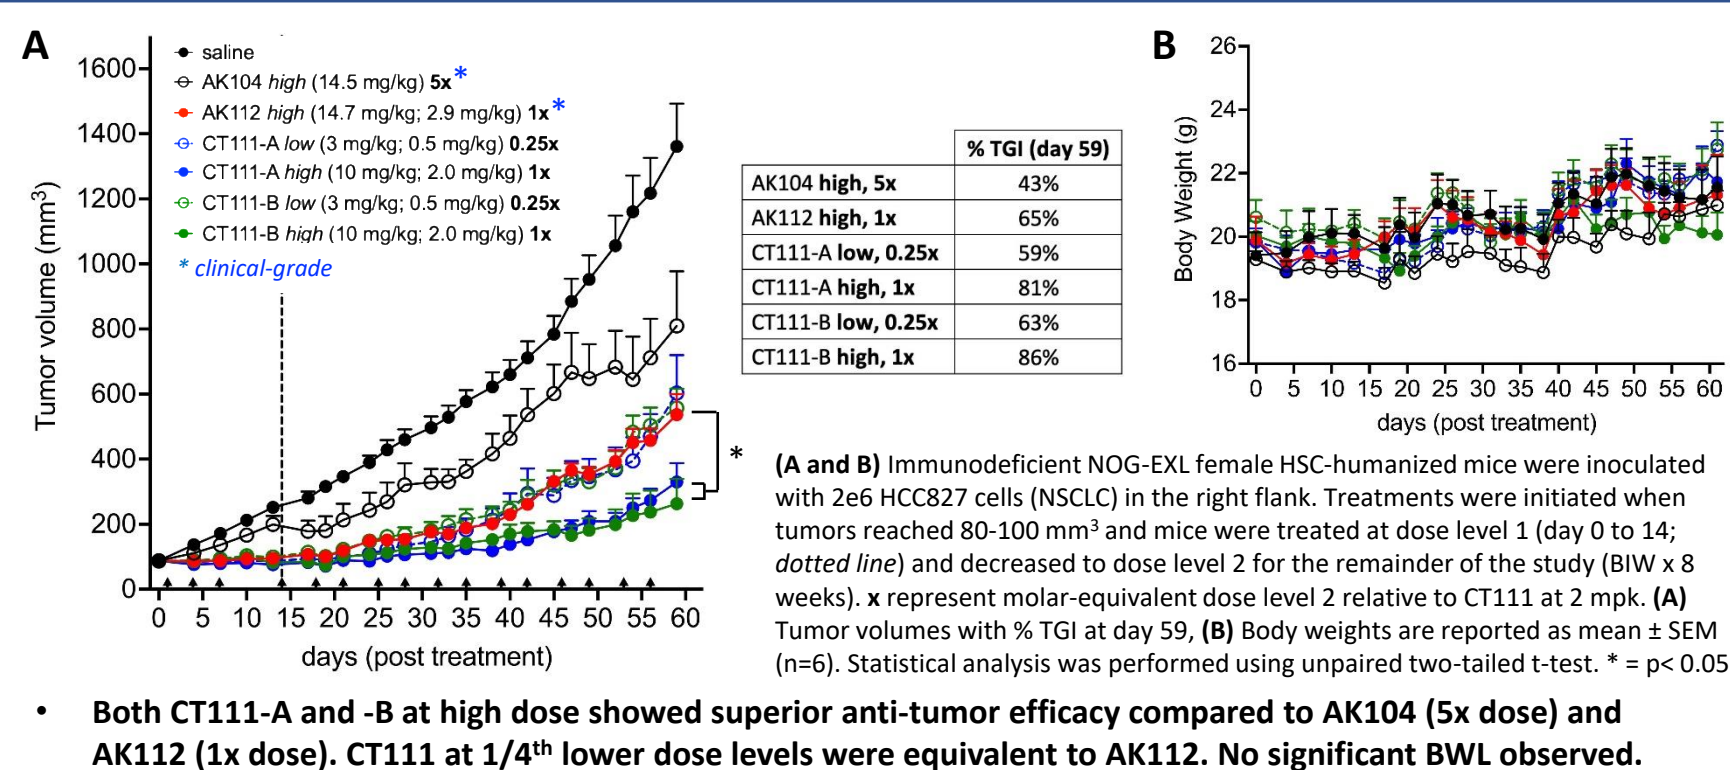 A
Tumor volume (mm³)
1600
1400
1200
1000
800
600
400
200
0
saline
AK104 high (14.5 mg/kg) 5x*
AK112 high (14.7 mg/kg; 2.9 mg/kg) 1x*
CT111-A low (3 mg/kg; 0.5 mg/kg) 0.25x
CT111-A high (10 mg/kg; 2.0 mg/kg) 1x
CT111-B low (3 mg/kg; 0.5 mg/kg) 0.25x
CT111-B high (10 mg/kg; 2.0 mg/kg) 1x
* clinical-grade
*
0 5 10 15 20 25 30 35 40 45 50 55 60
days (post treatment)
% TGI (day 59)
AK104 high, 5x 43%
AK112 high, 1x 65%
CT111-A low, 0.25x 59%
CT111-A high, 1x 81%
CT111-B low, 0.25x 63%
CT111-B high, 1x 86%
B
Body Weight (g)
26
24
22
20
18
16
0 5 10 15 20 25 30 35 40 45 50 55 60
days (post treatment)
(A and B) Immunodeficient NOG-EXL female HSC-humanized mice were inoculated
with 2e6 HCC827 cells (NSCLC) in the right flank. Treatments were initiated when
tumors reached 80-100 mm³ and mice were treated at dose level 1 (day 0 to 14;
dotted line) and decreased to dose level 2 for the remainder of the study (BIW x 8
weeks). x represent molar-equivalent dose level 2 relative to CT111 at 2 mpk. (A)
Tumor volumes with % TGI at day 59, (B) Body weights are reported as mean ± SEM
(n=6). Statistical analysis was performed using unpaired two-tailed t-test. * = p< 0.05
• Both CT111-A and -B at high dose showed superior anti-tumor efficacy compared to AK104 (5x dose) and
AK112 (1x dose). CT111 at 1/4th lower dose levels were equivalent to AK112. No significant BWL observed.